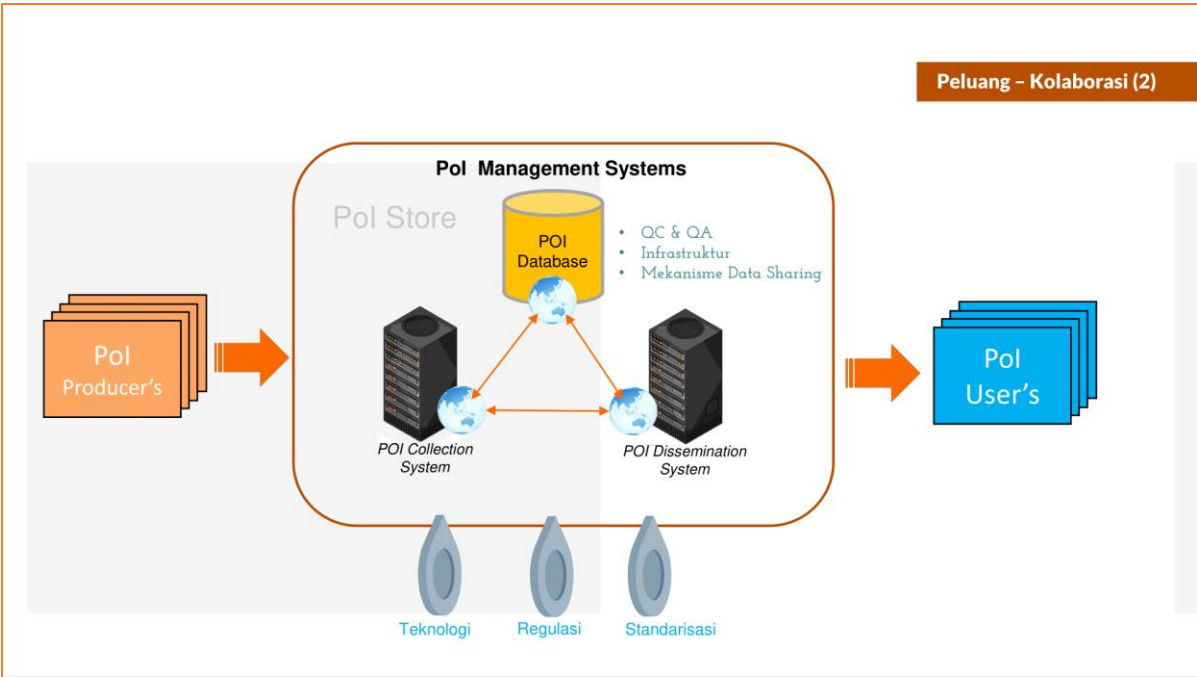 Peluang – Kolaborasi (2)
PoI Management Systems
PoI Store
POI
Database
• QC & QA
• Infrastruktur
• Mekanisme Data Sharing
PoI
Producer's
POI Collection
System
POI Dissemination
System
PoI
User's
Teknologi
Regulasi
Standarisasi